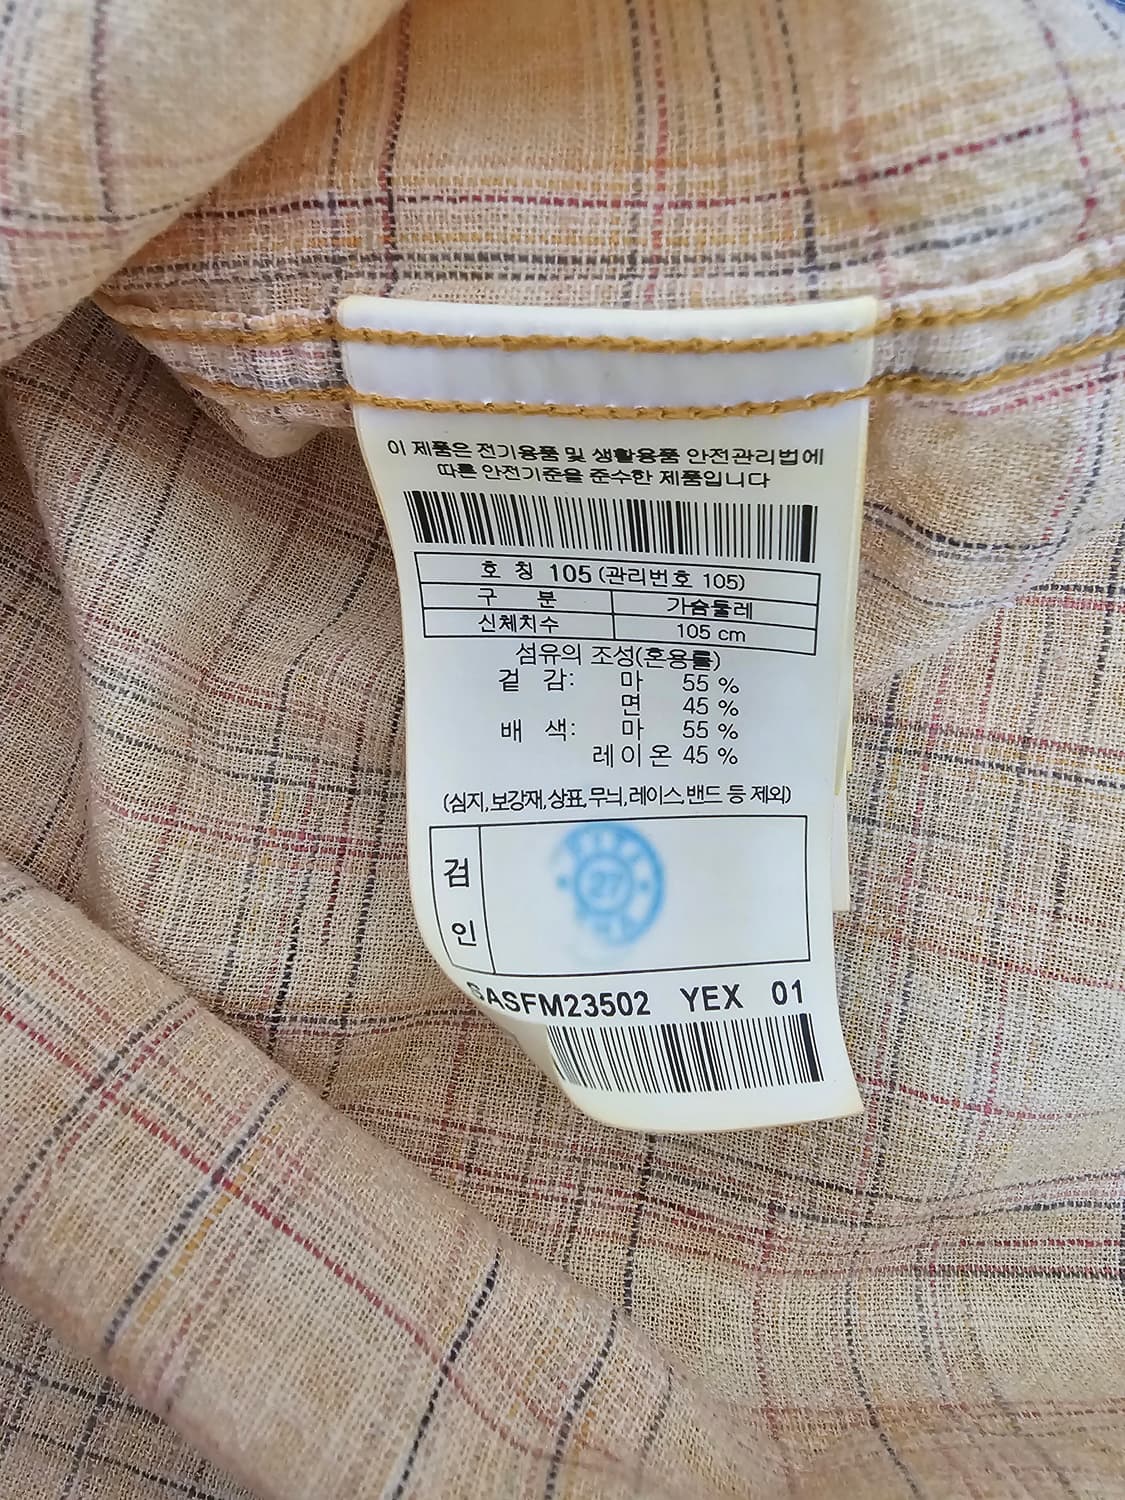 이 제품은 전기용품 및 생활용품 안전관리법에
따른 안전기준을 준수한 제품입니다
호 칭 105 (관리번호 105)
구 분 가슴둘레
신체치수 105 cm
섬유의 조성(혼용률)
겉 감: 마 55 %
면 45 %
배 색: 마 55 %
레이온 45 %
(심지,보강재,상표,무늬,레이스,밴드 등 제외)
검
인
27
SASFM23502 YEX 01